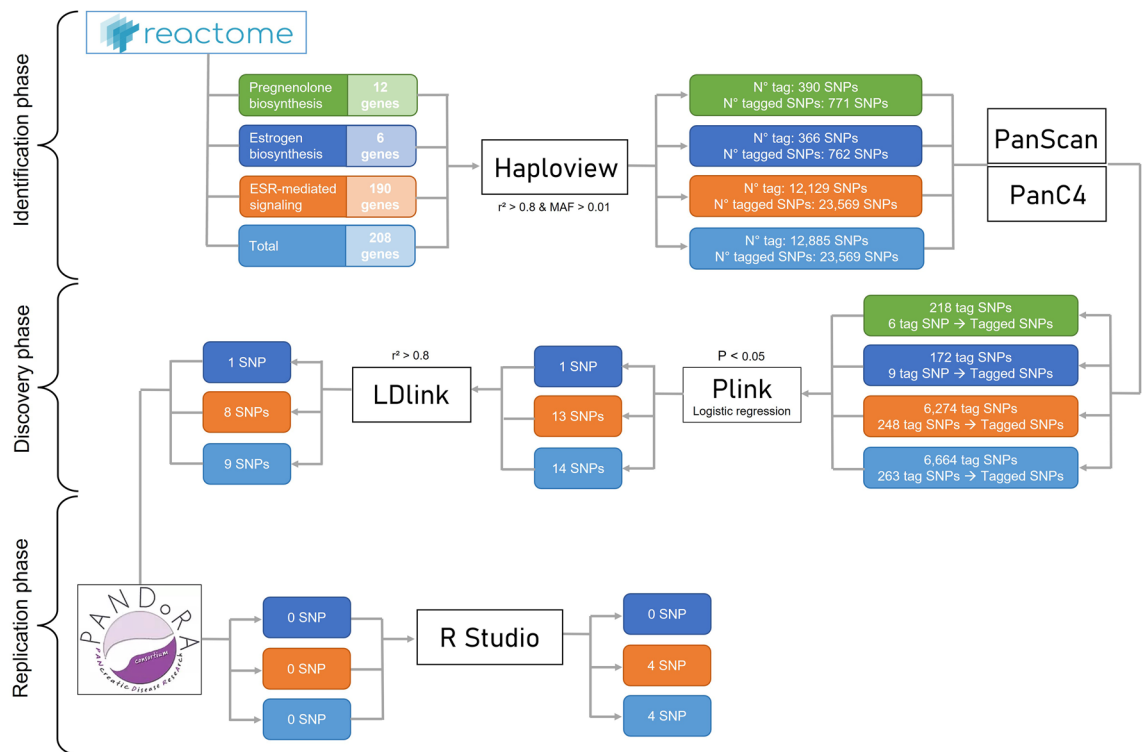 Identification phase
reactome
Pregnenolone
biosynthesis
12
genes
Estrogen
biosynthesis
6
genes
ESR-mediated
signaling
190
genes
Total
208
genes
Haploview
r² > 0.8 & MAF > 0.01
N° tag: 390 SNPs
N° tagged SNPs: 771 SNPs
N° tag: 366 SNPs
N° tagged SNPs: 762 SNPs
N° tag: 12,129 SNPs
N° tagged SNPs: 23,569 SNPs
N° tag: 12,885 SNPs
N° tagged SNPs: 23,569 SNPs
PanScan
PanC4
Discovery phase
218 tag SNPs
6 tag SNP → Tagged SNPs
172 tag SNPs
9 tag SNP → Tagged SNPs
6,274 tag SNPs
248 tag SNPs → Tagged SNPs
6,664 tag SNPs
263 tag SNPs → Tagged SNPs
P < 0.05
Plink
Logistic regression
1 SNP
13 SNPs
14 SNPs
r² > 0.8
LDlink
1 SNP
8 SNPs
9 SNPs
Replication phase
PANDoRA
consortium
PANcreatic Disease ReseArch
0 SNP
0 SNP
0 SNP
R Studio
0 SNP
4 SNP
4 SNP